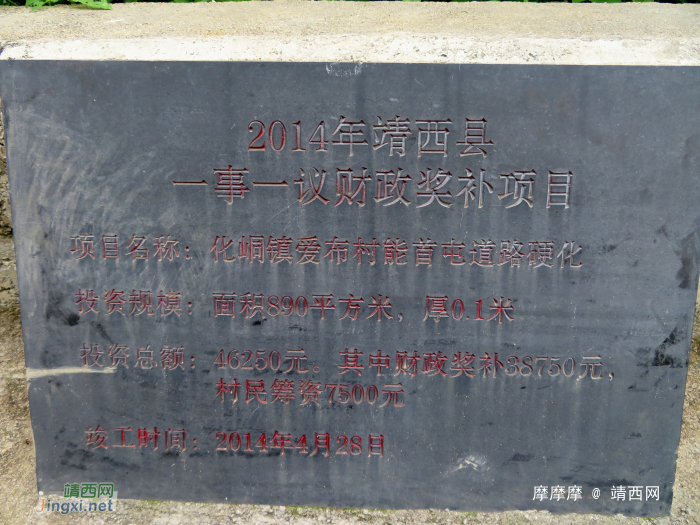 2014年靖西县
一事一议财政奖补项目
项目名称：化峒镇爱布村能首屯道路硬化
投资规模：面积890平方米，厚0.1米
投资总额：46250元。其中财政奖补38750元，
村民筹资7500元
竣工时间：2014年4月28日
靖西网
jingxi.net
摩摩摩 @ 靖西网